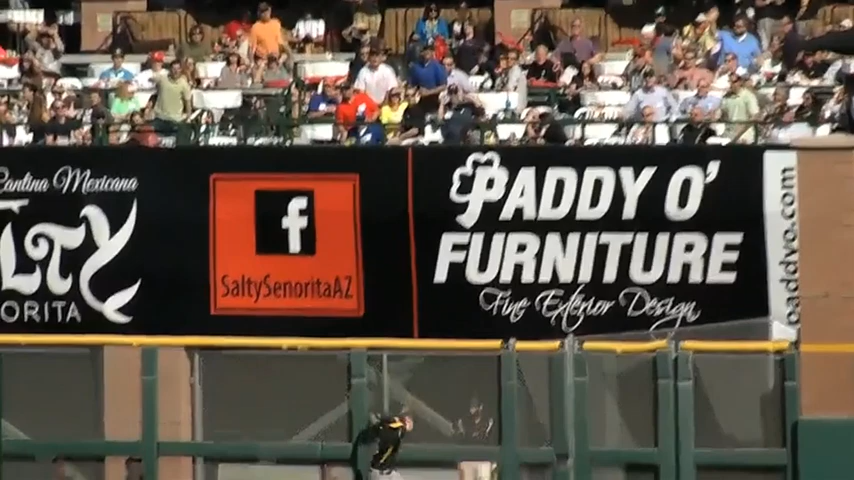 Cantina Mexicana
LTY
ORITA
f
SaltySenoritaAZ
PADDY O'
FURNITURE
Fine Exterior Design
paddyo.com